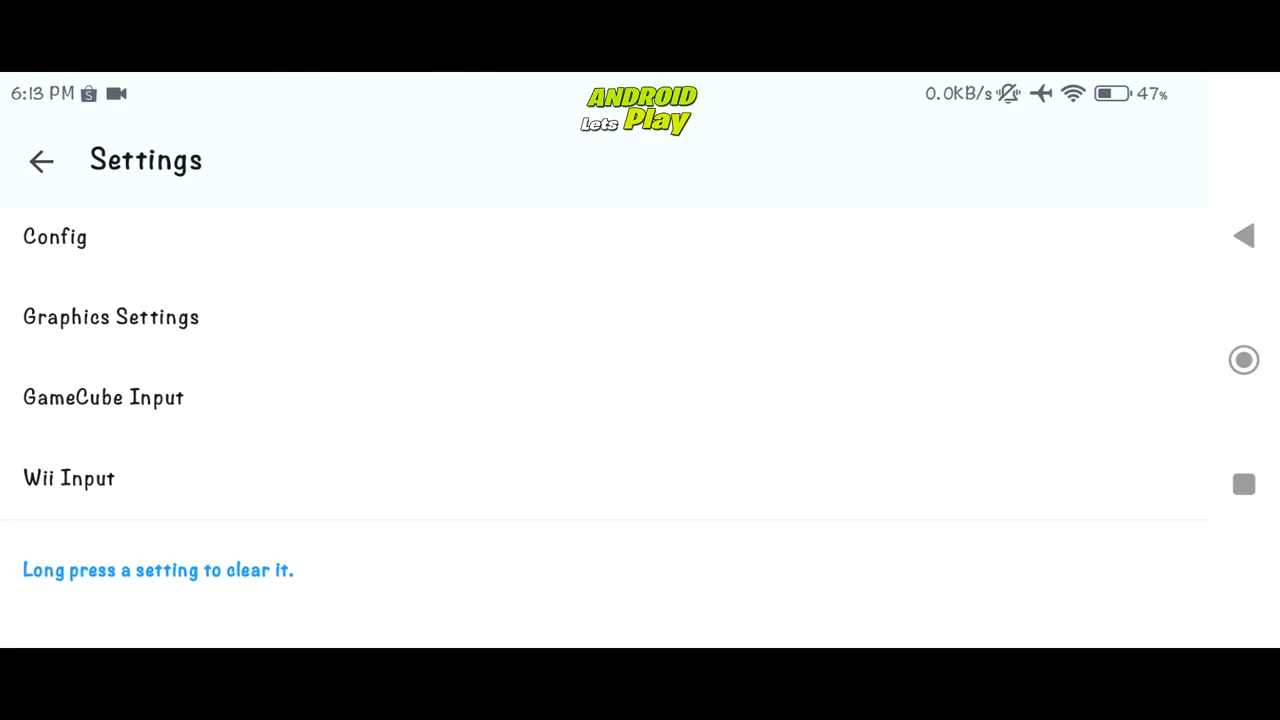 6:13 PM
ANDROID
Lets Play
0.0KB/s
47%
Settings
Config
Graphics Settings
GameCube Input
Wii Input
Long press a setting to clear it.